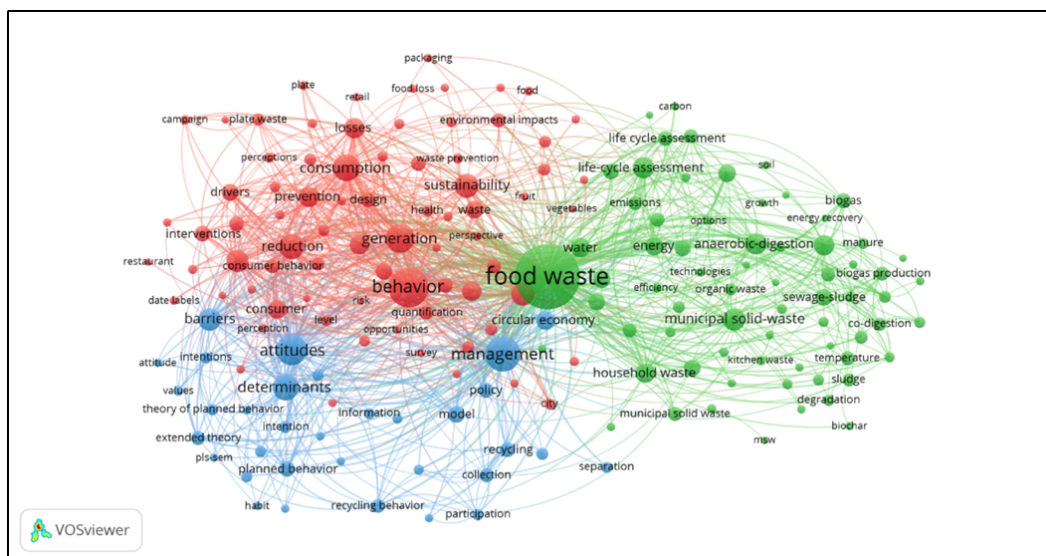 packaging
plate
food loss
food
retail
carbon
campaign
plate waste
losses
environmental impacts
life cycle assessment
perceptions
waste prevention
consumption
life-cycle assessment
soil
sustainability
drivers
prevention
design
fruit
biogas
health
waste
vegetables
emissions
growth
options
energy recovery
interventions
perspective
generation
reduction
water
energy
anaerobic-digestion
manure
restaurant
consumer behavior
food waste
technologies
biogas production
behavior
efficiency
organic waste
sewage-sludge
date labels
risk
consumer
quantification
barriers
level
circular economy
municipal solid-waste
co-digestion
perception
opportunities
attitudes
survey
management
attitude
intentions
kitchen waste
temperature
household waste
sludge
determinants
values
policy
degradation
city
theory of planned behavior
information
model
municipal solid waste
intention
biochar
extended theory
msw
recycling
pls-sem
planned behavior
separation
collection
habit
recycling behavior
participation
VOSviewer